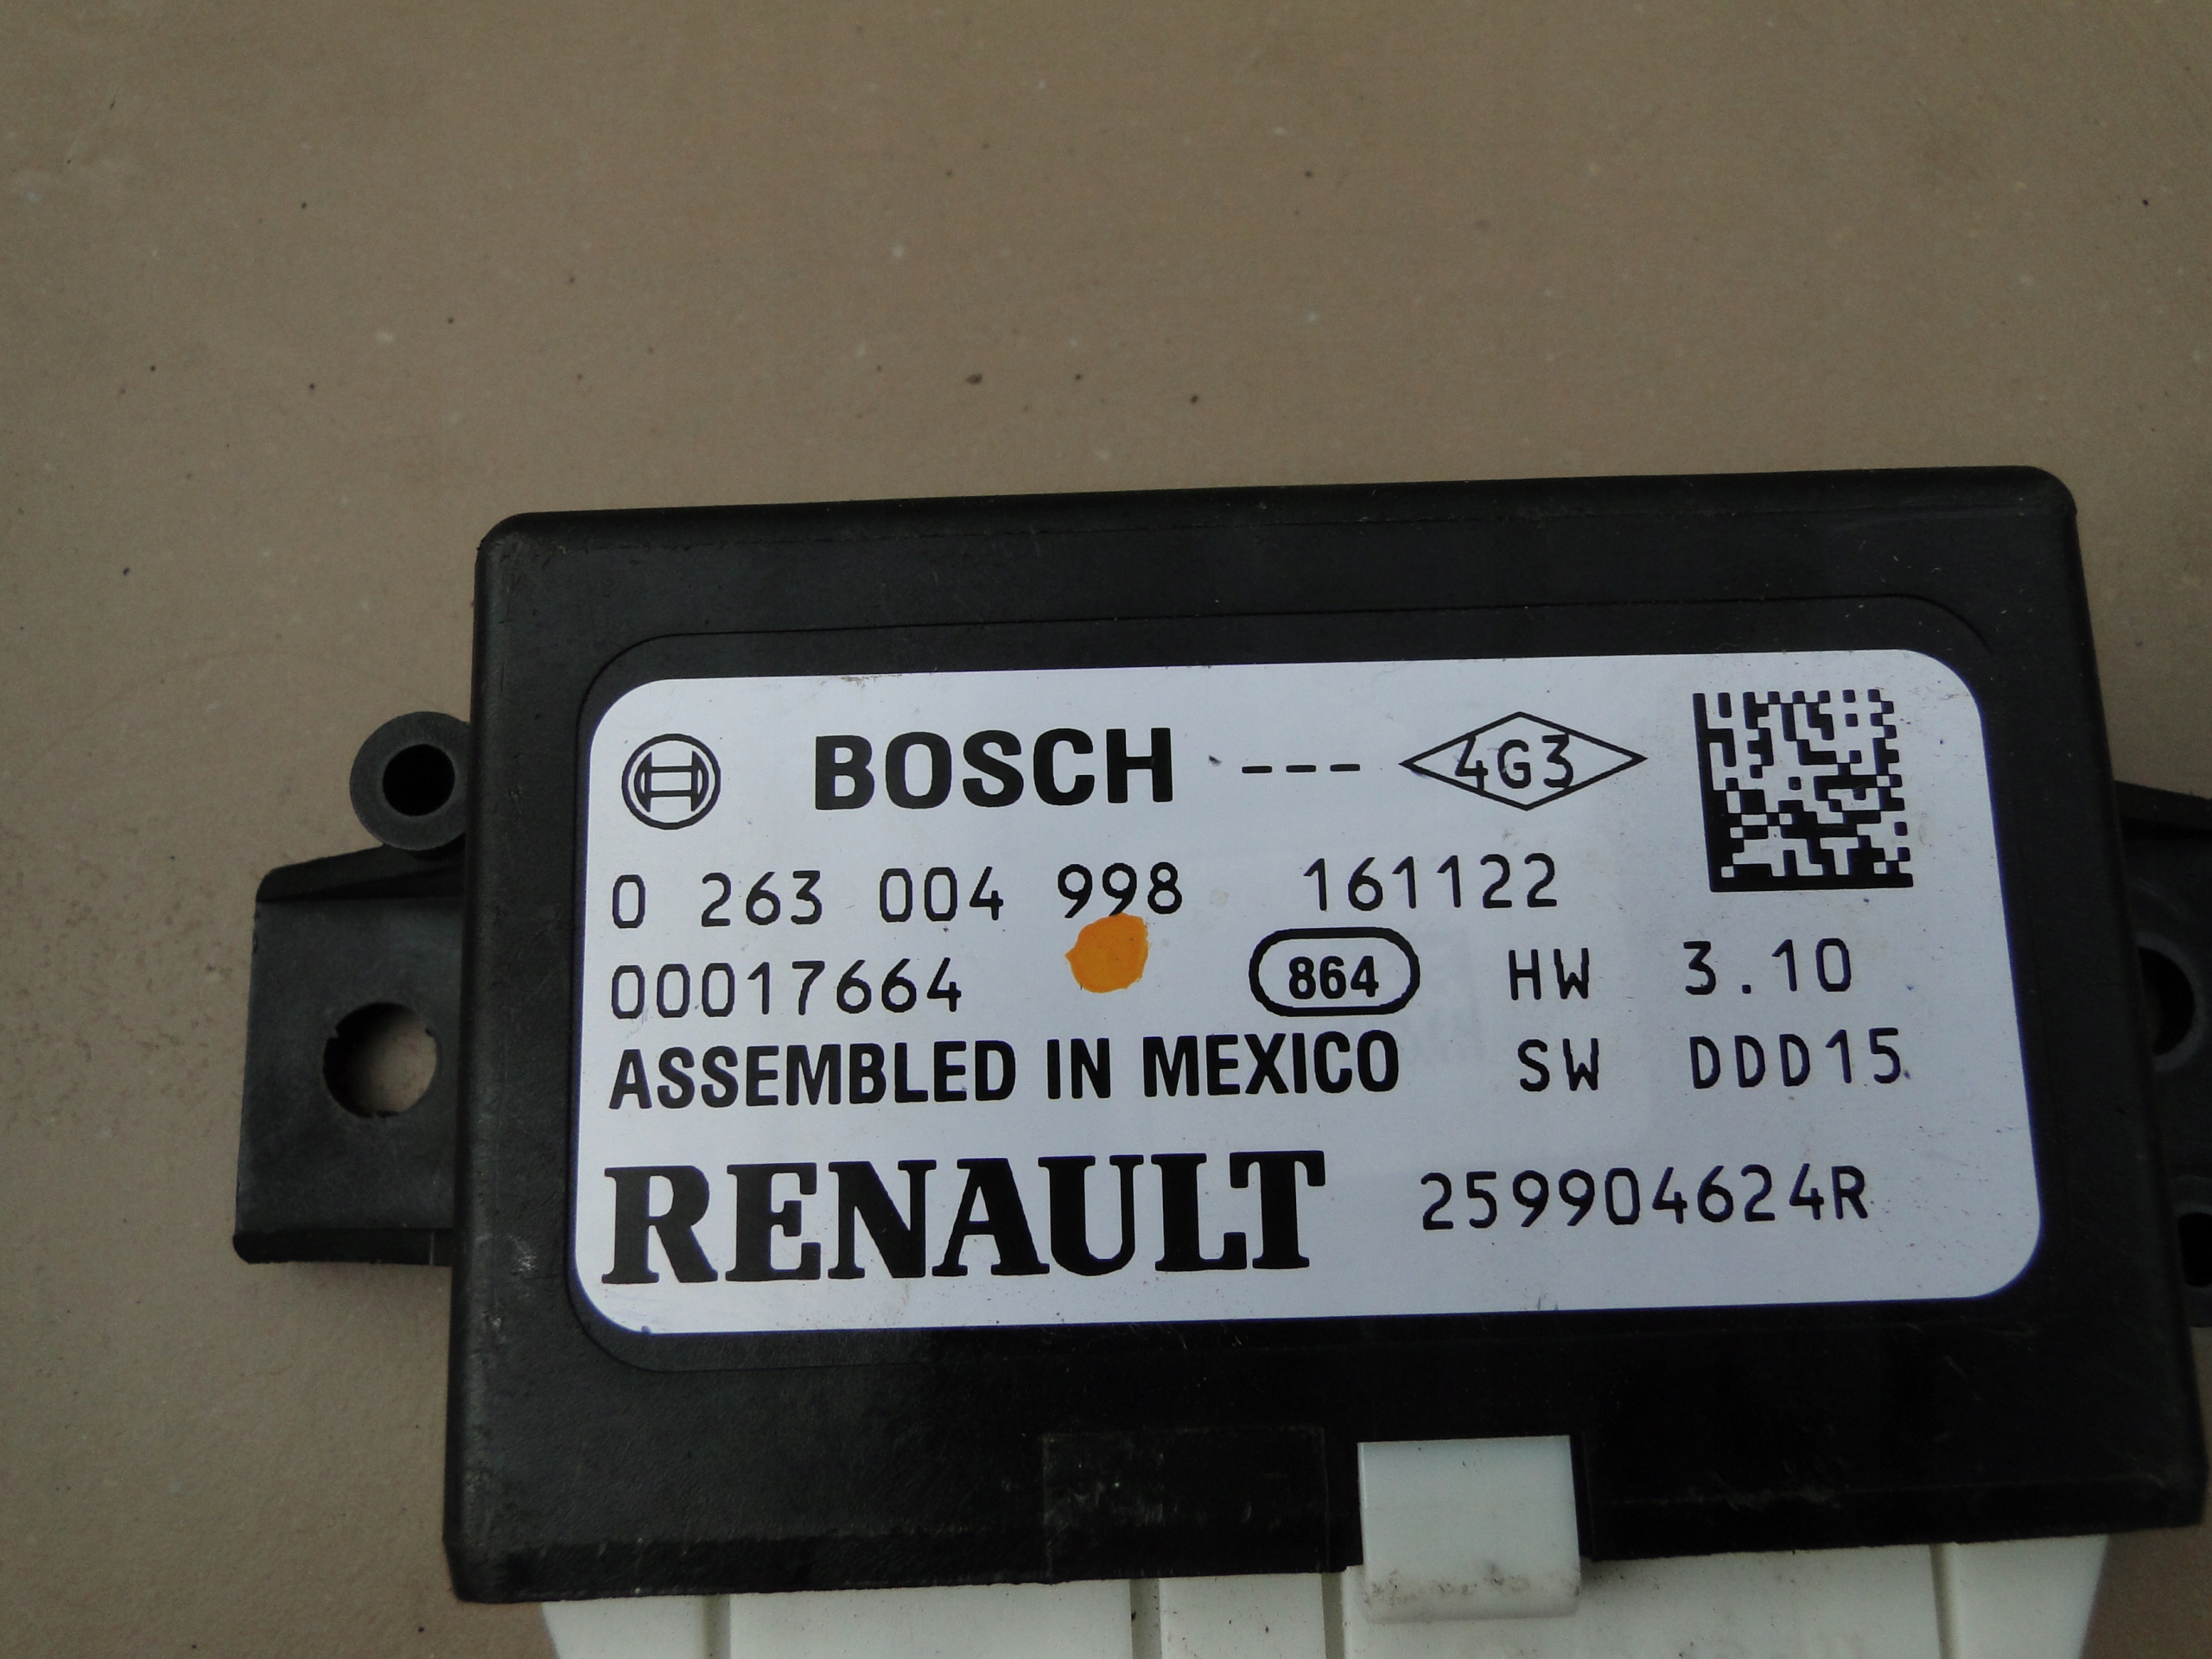 BOSCH --- 4G3
0 263 004 998 161122
00017664 864 HW 3.10
ASSEMBLED IN MEXICO SW DDD15
RENAULT 259904624R